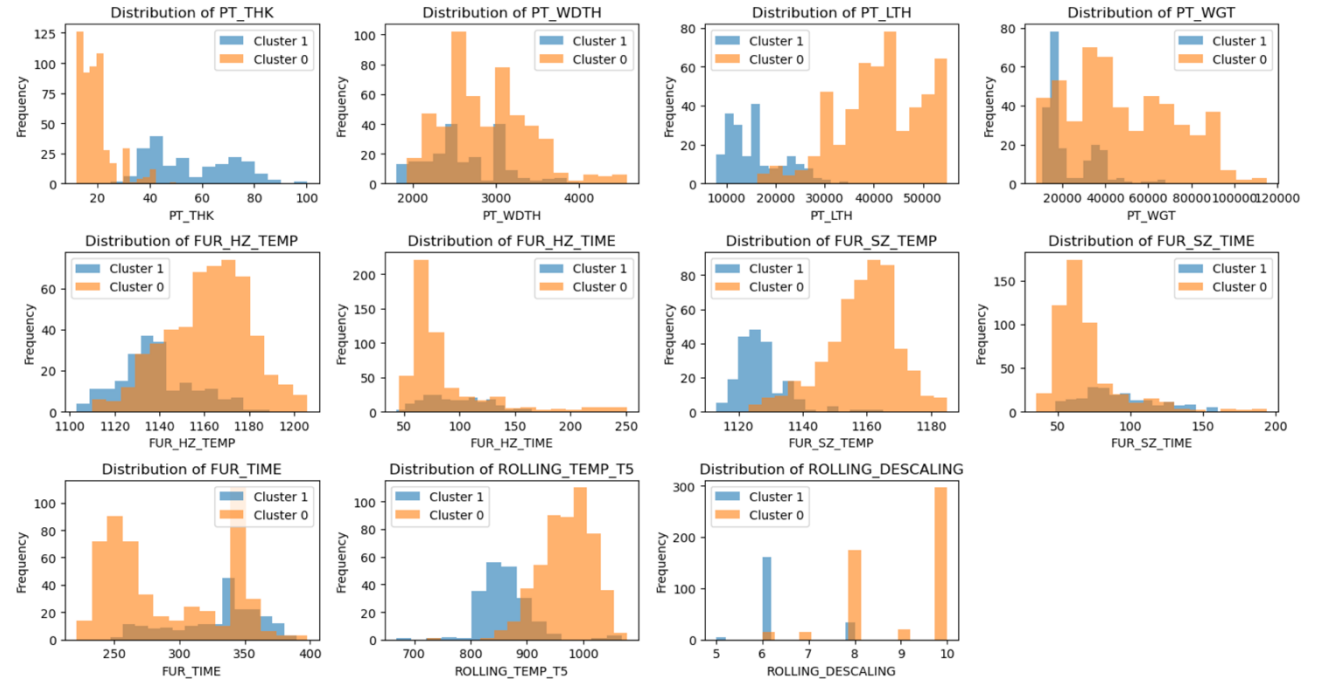 Distribution of PT_THK
Distribution of PT_WDTH
Distribution of PT_LTH
Distribution of PT_WGT
Frequency
125
100
75
50
25
0
Cluster 1
Cluster 0
20 40 60 80 100
PT_THK
Frequency
100
80
60
40
20
0
Cluster 1
Cluster 0
2000 3000 4000
PT_WDTH
Frequency
80
60
40
20
0
Cluster 1
Cluster 0
10000 20000 30000 40000 50000
PT_LTH
Frequency
80
60
40
20
0
Cluster 1
Cluster 0
20000 40000 60000 80000 100000 120000
PT_WGT
Distribution of FUR_HZ_TEMP
Distribution of FUR_HZ_TIME
Distribution of FUR_SZ_TEMP
Distribution of FUR_SZ_TIME
Frequency
60
40
20
0
Cluster 1
Cluster 0
1100 1120 1140 1160 1180 1200
FUR_HZ_TEMP
Frequency
200
150
100
50
0
Cluster 1
Cluster 0
50 100 150 200 250
FUR_HZ_TIME
Frequency
80
60
40
20
0
Cluster 1
Cluster 0
1120 1140 1160 1180
FUR_SZ_TEMP
Frequency
150
100
50
0
Cluster 1
Cluster 0
50 100 150 200
FUR_SZ_TIME
Distribution of FUR_TIME
Distribution of ROLLING_TEMP_T5
Distribution of ROLLING_DESCALING
Frequency
100
80
60
40
20
0
Cluster 1
Cluster 0
250 300 350 400
FUR_TIME
Frequency
100
80
60
40
20
0
Cluster 1
Cluster 0
700 800 900 1000
ROLLING_TEMP_T5
Frequency
300
200
100
0
Cluster 1
Cluster 0
5 6 7 8 9 10
ROLLING_DESCALING